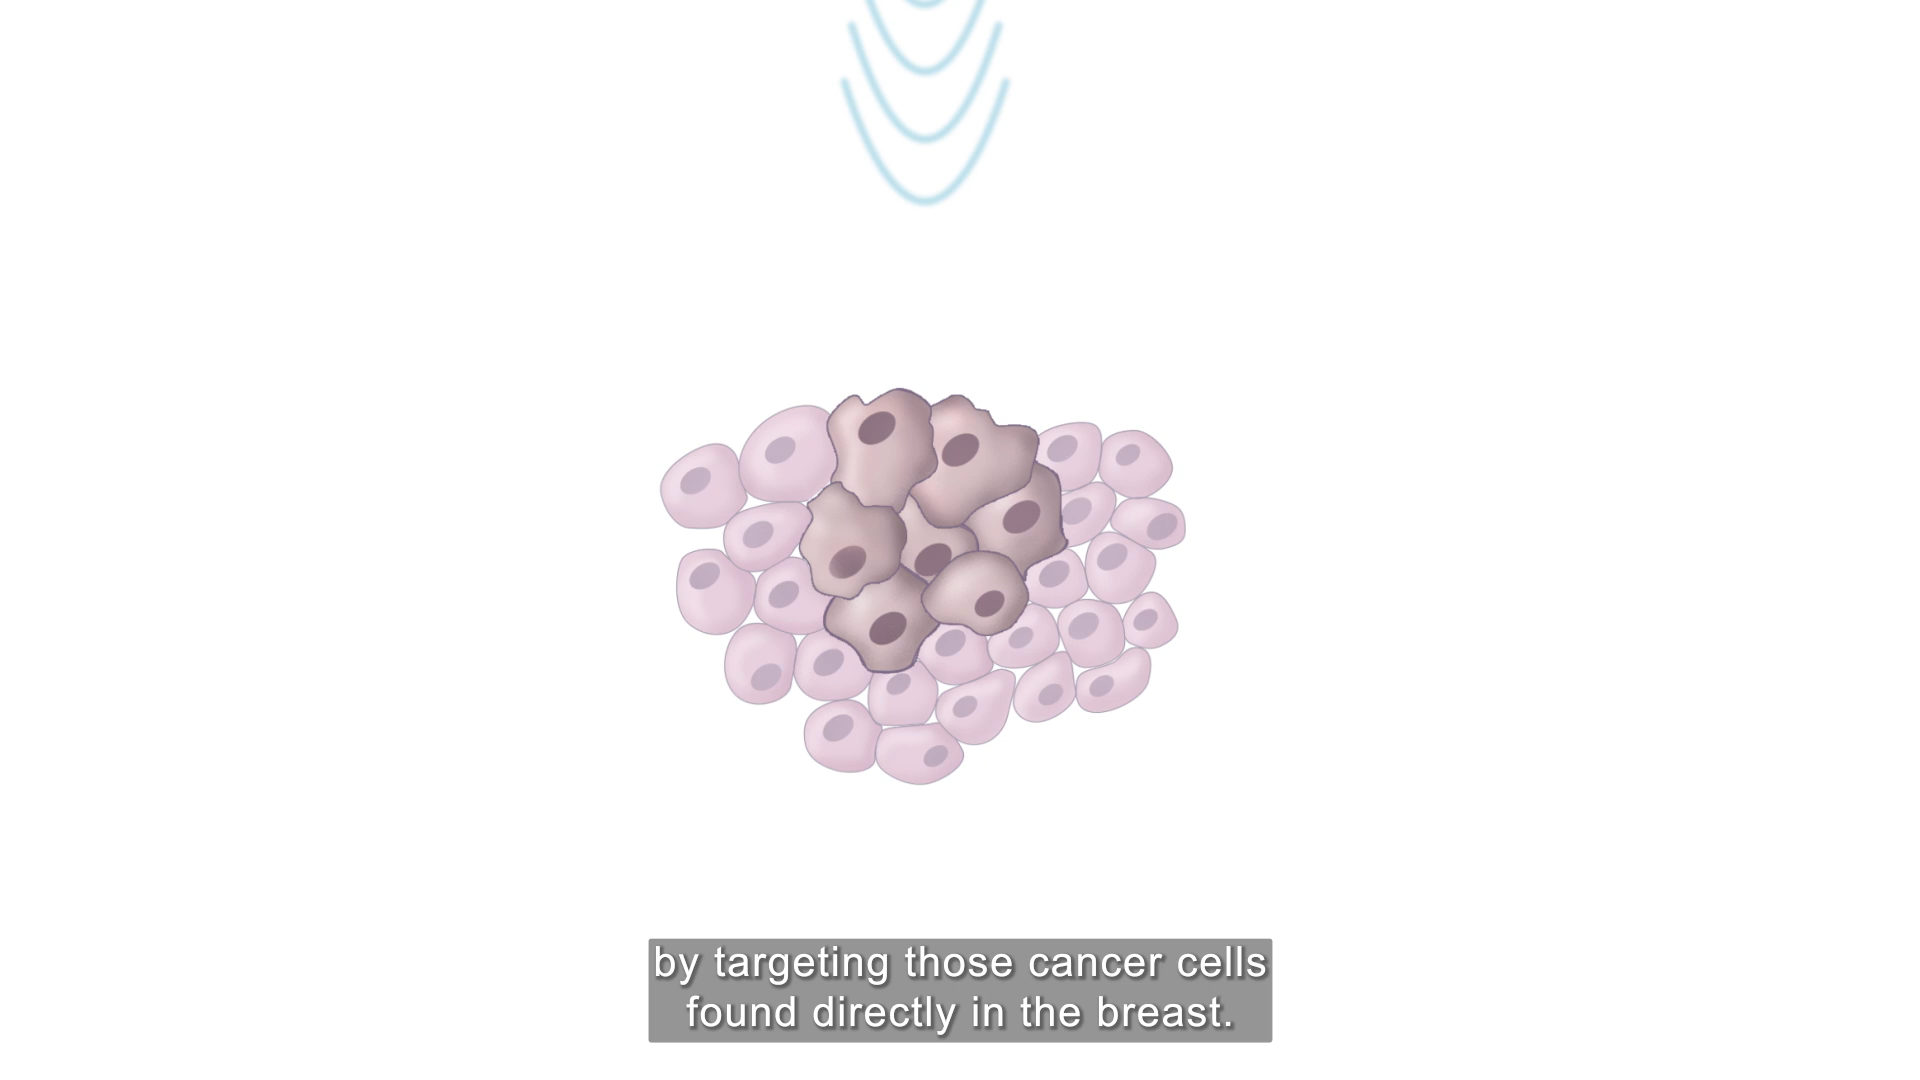 by targeting those cancer cells
found directly in the breast.